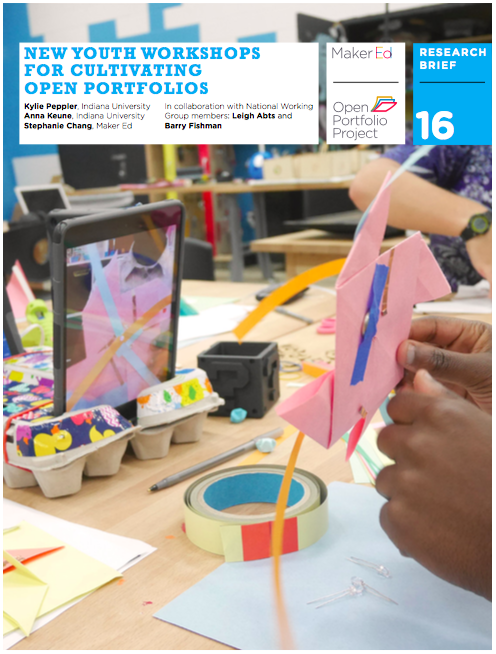 NEW YOUTH WORKSHOPS
FOR CULTIVATING
OPEN PORTFOLIOS
Kylie Peppler, Indiana University
Anna Keune, Indiana University
Stephanie Chang, Maker Ed
In collaboration with National Working
Group members: Leigh Abts and
Barry Fishman
Maker Ed
Open
Portfolio
Project
RESEARCH
BRIEF
16